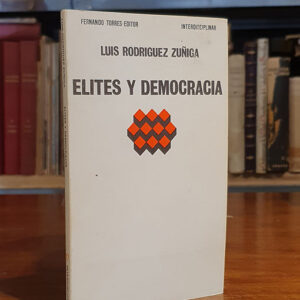 FERNANDO TORRES-EDITOR
INTERDISCIPLINAR
LUIS RODRIGUEZ ZUÑIGA
ELITES Y DEMOCRACIA